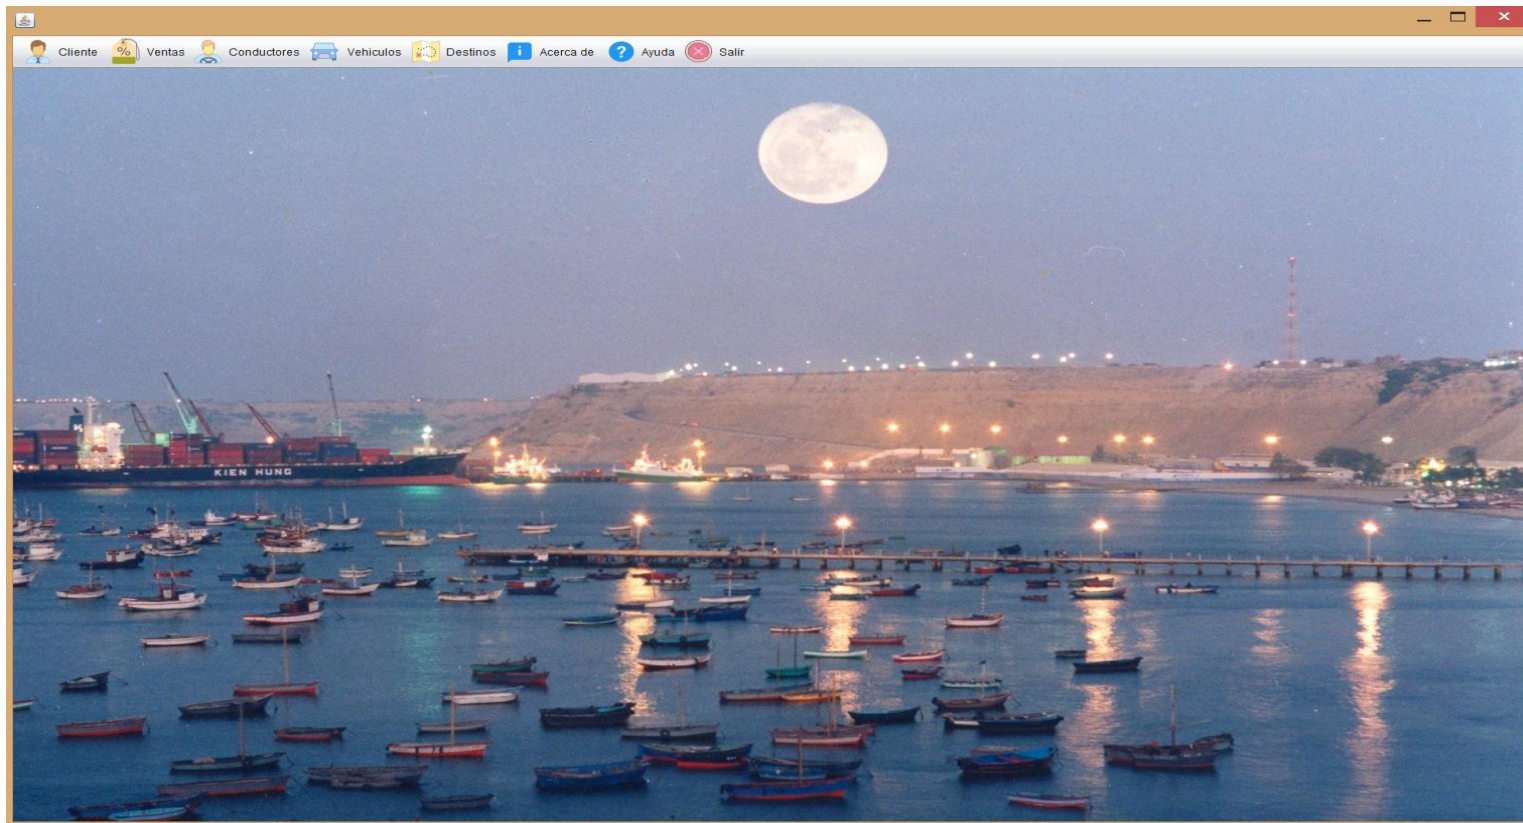 Cliente Ventas Conductores Vehiculos Destinos Acerca de Ayuda Salir
KIEN HUNG